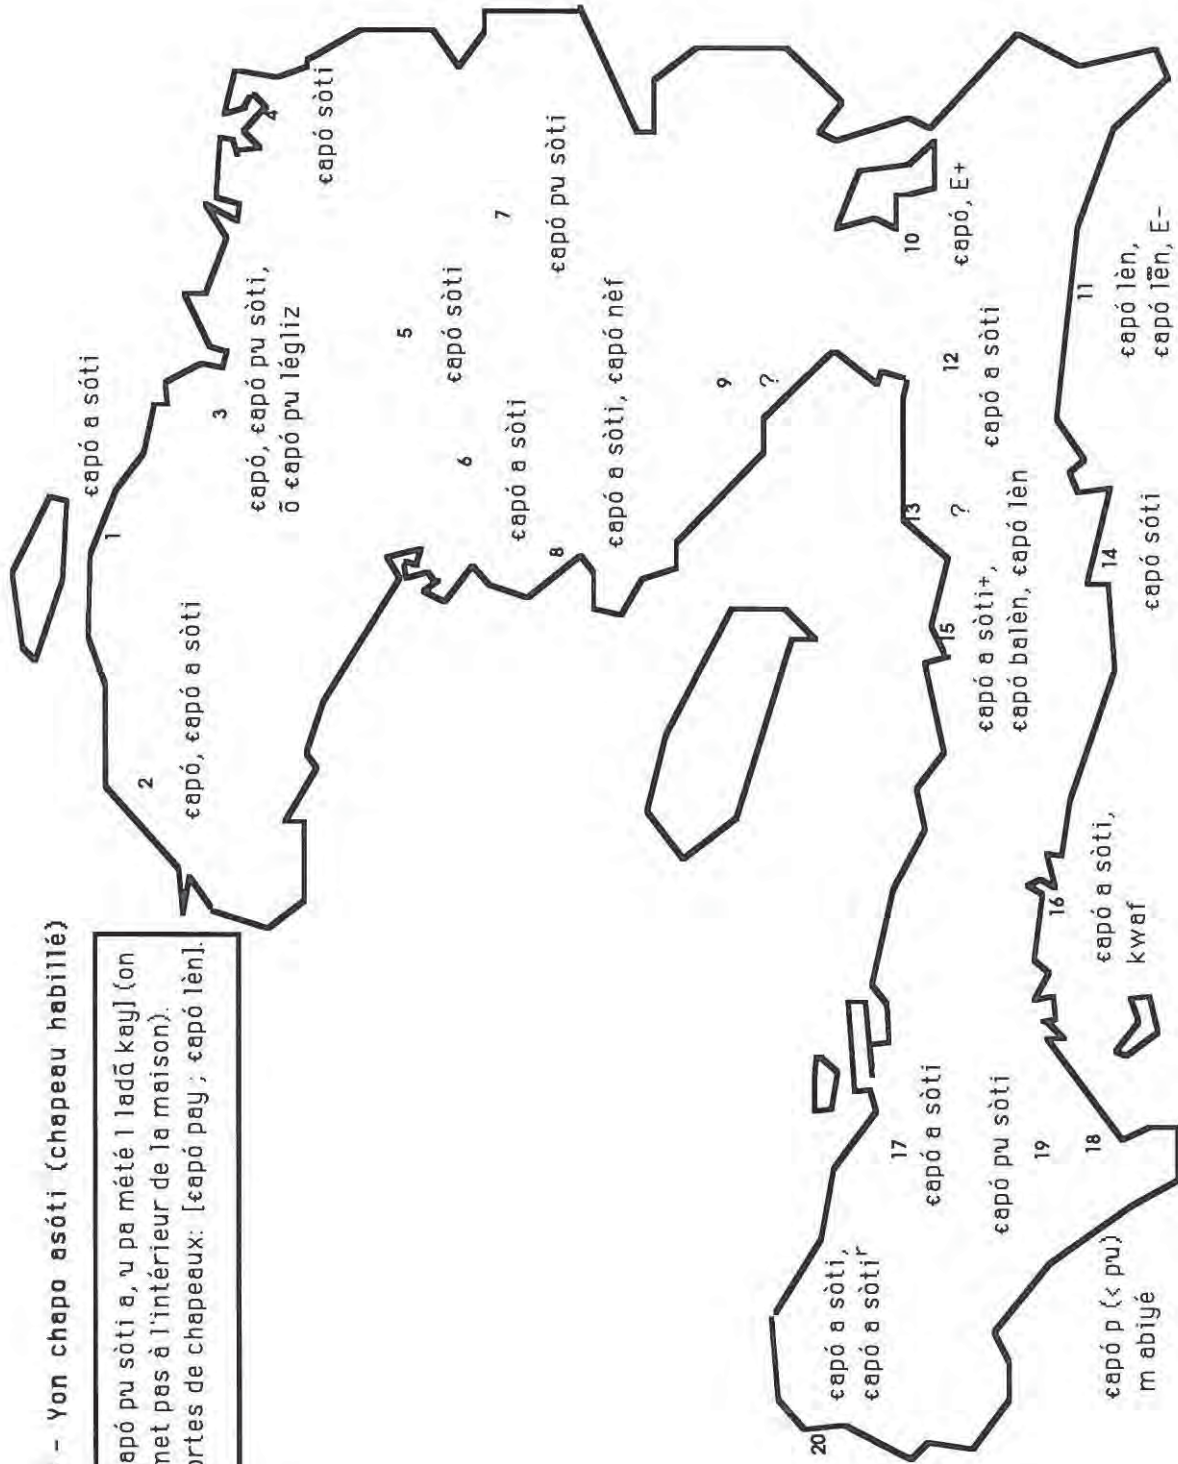 - Yon chapo asóti (chapeau habillé)
apó pu sòti a, u pa mété l ladã kay] (on
met pas à l'intérieur de la maison).
ortes de chapeaux: [ɛapó pay; ɛapó lèn].
1
ɛapó a sóti
2
ɛapó, ɛapó a sòti
3
ɛapó, ɛapó pu sòti,
õ ɛapó pu légliz
4
ɛapó sòti
5
ɛapó sòti
6
ɛapó a sòti
7
ɛapó pu sòti
8
ɛapó a sòti, ɛapó nèf
9
?
10
ɛapó, E+
11
ɛapó lèn,
ɛapó lèn, E-
12
ɛapó a sòti
13
?
14
ɛapó sòti
15
ɛapó a sòti+,
ɛapó balèn, ɛapó lèn
16
ɛapó a sòti,
kwaf
17
ɛapó a sòti
ɛapó pu sòti
19
18
ɛapó p (< pu)
m abiyé
20
ɛapó a sòti,
ɛapó a sòtiʳ